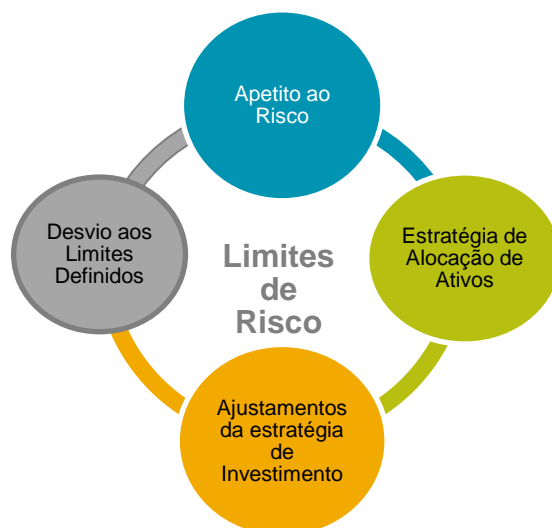 Apetito ao
Risco
Desvio aos
Limites
Definidos
Limites
de
Risco
Estratégia de
Alocação de
Ativos
Ajustamentos
da estratégia
de
Investimento